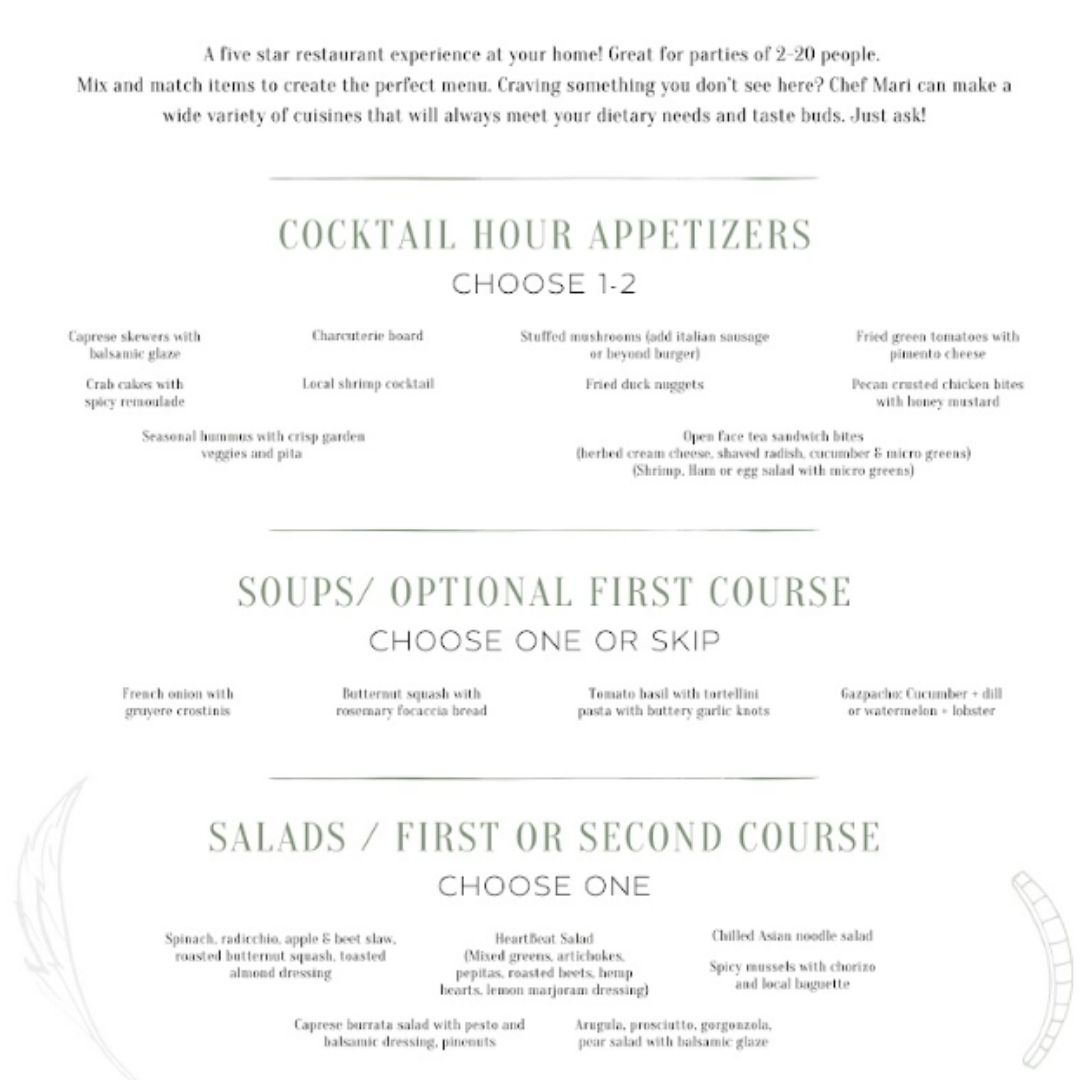 A five star restaurant experience at your home! Great for parties of 2-20 people.
Mix and match items to create the perfect menu. Craving something you don't see here? Chef Mari can make a
wide variety of cuisines that will always meet your dietary needs and taste buds. Just ask!
COCKTAIL HOUR APPETIZERS
CHOOSE 1-2
Caprese skewers with
balsamic glaze
Charcuterie board
Stuffed mushrooms (add italian sausage
or beyond burger)
Fried green tomatoes with
pimento cheese
Crab cakes with
spicy remoulade
Local shrimp cocktail
Fried duck nuggets
Pecan crusted chicken bites
with honey mustard
Seasonal hummus with crisp garden
veggies and pita
Open face tea sandwich bites
(herbed cream cheese, shaved radish, cucumber & micro greens)
(Shrimp, Ham or egg salad with micro greens)
SOUPS/ OPTIONAL FIRST COURSE
CHOOSE ONE OR SKIP
French onion with
gruyere crostinis
Butternut squash with
rosemary focaccia bread
Tomato basil with tortellini
pasta with buttery garlic knots
Gazpacho: Cucumber + dill
or watermelon + lobster
SALADS / FIRST OR SECOND COURSE
CHOOSE ONE
Spinach, radicchio, apple & beet slaw,
roasted butternut squash, toasted
almond dressing
HeartBeat Salad
(Mixed greens, artichokes,
pepitas, roasted beets, hemp
hearts, lemon marjoram dressing)
Chilled Asian noodle salad
Spicy mussels with chorizo
and local baguette
Caprese burrata salad with pesto and
balsamic dressing, pinenuts
Arugula, prosciutto, gorgonzola,
pear salad with balsamic glaze